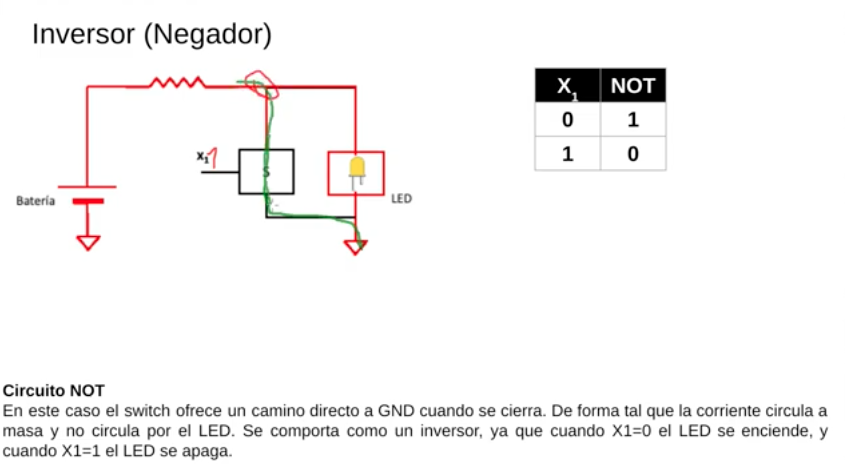 Inversor (Negador)
X1 NOT
0 1
1 0
x1 1
S
Batería
LED
Circuito NOT
En este caso el switch ofrece un camino directo a GND cuando se cierra. De forma tal que la corriente circula a
masa y no circula por el LED. Se comporta como un inversor, ya que cuando X1=0 el LED se enciende, y
cuando X1=1 el LED se apaga.